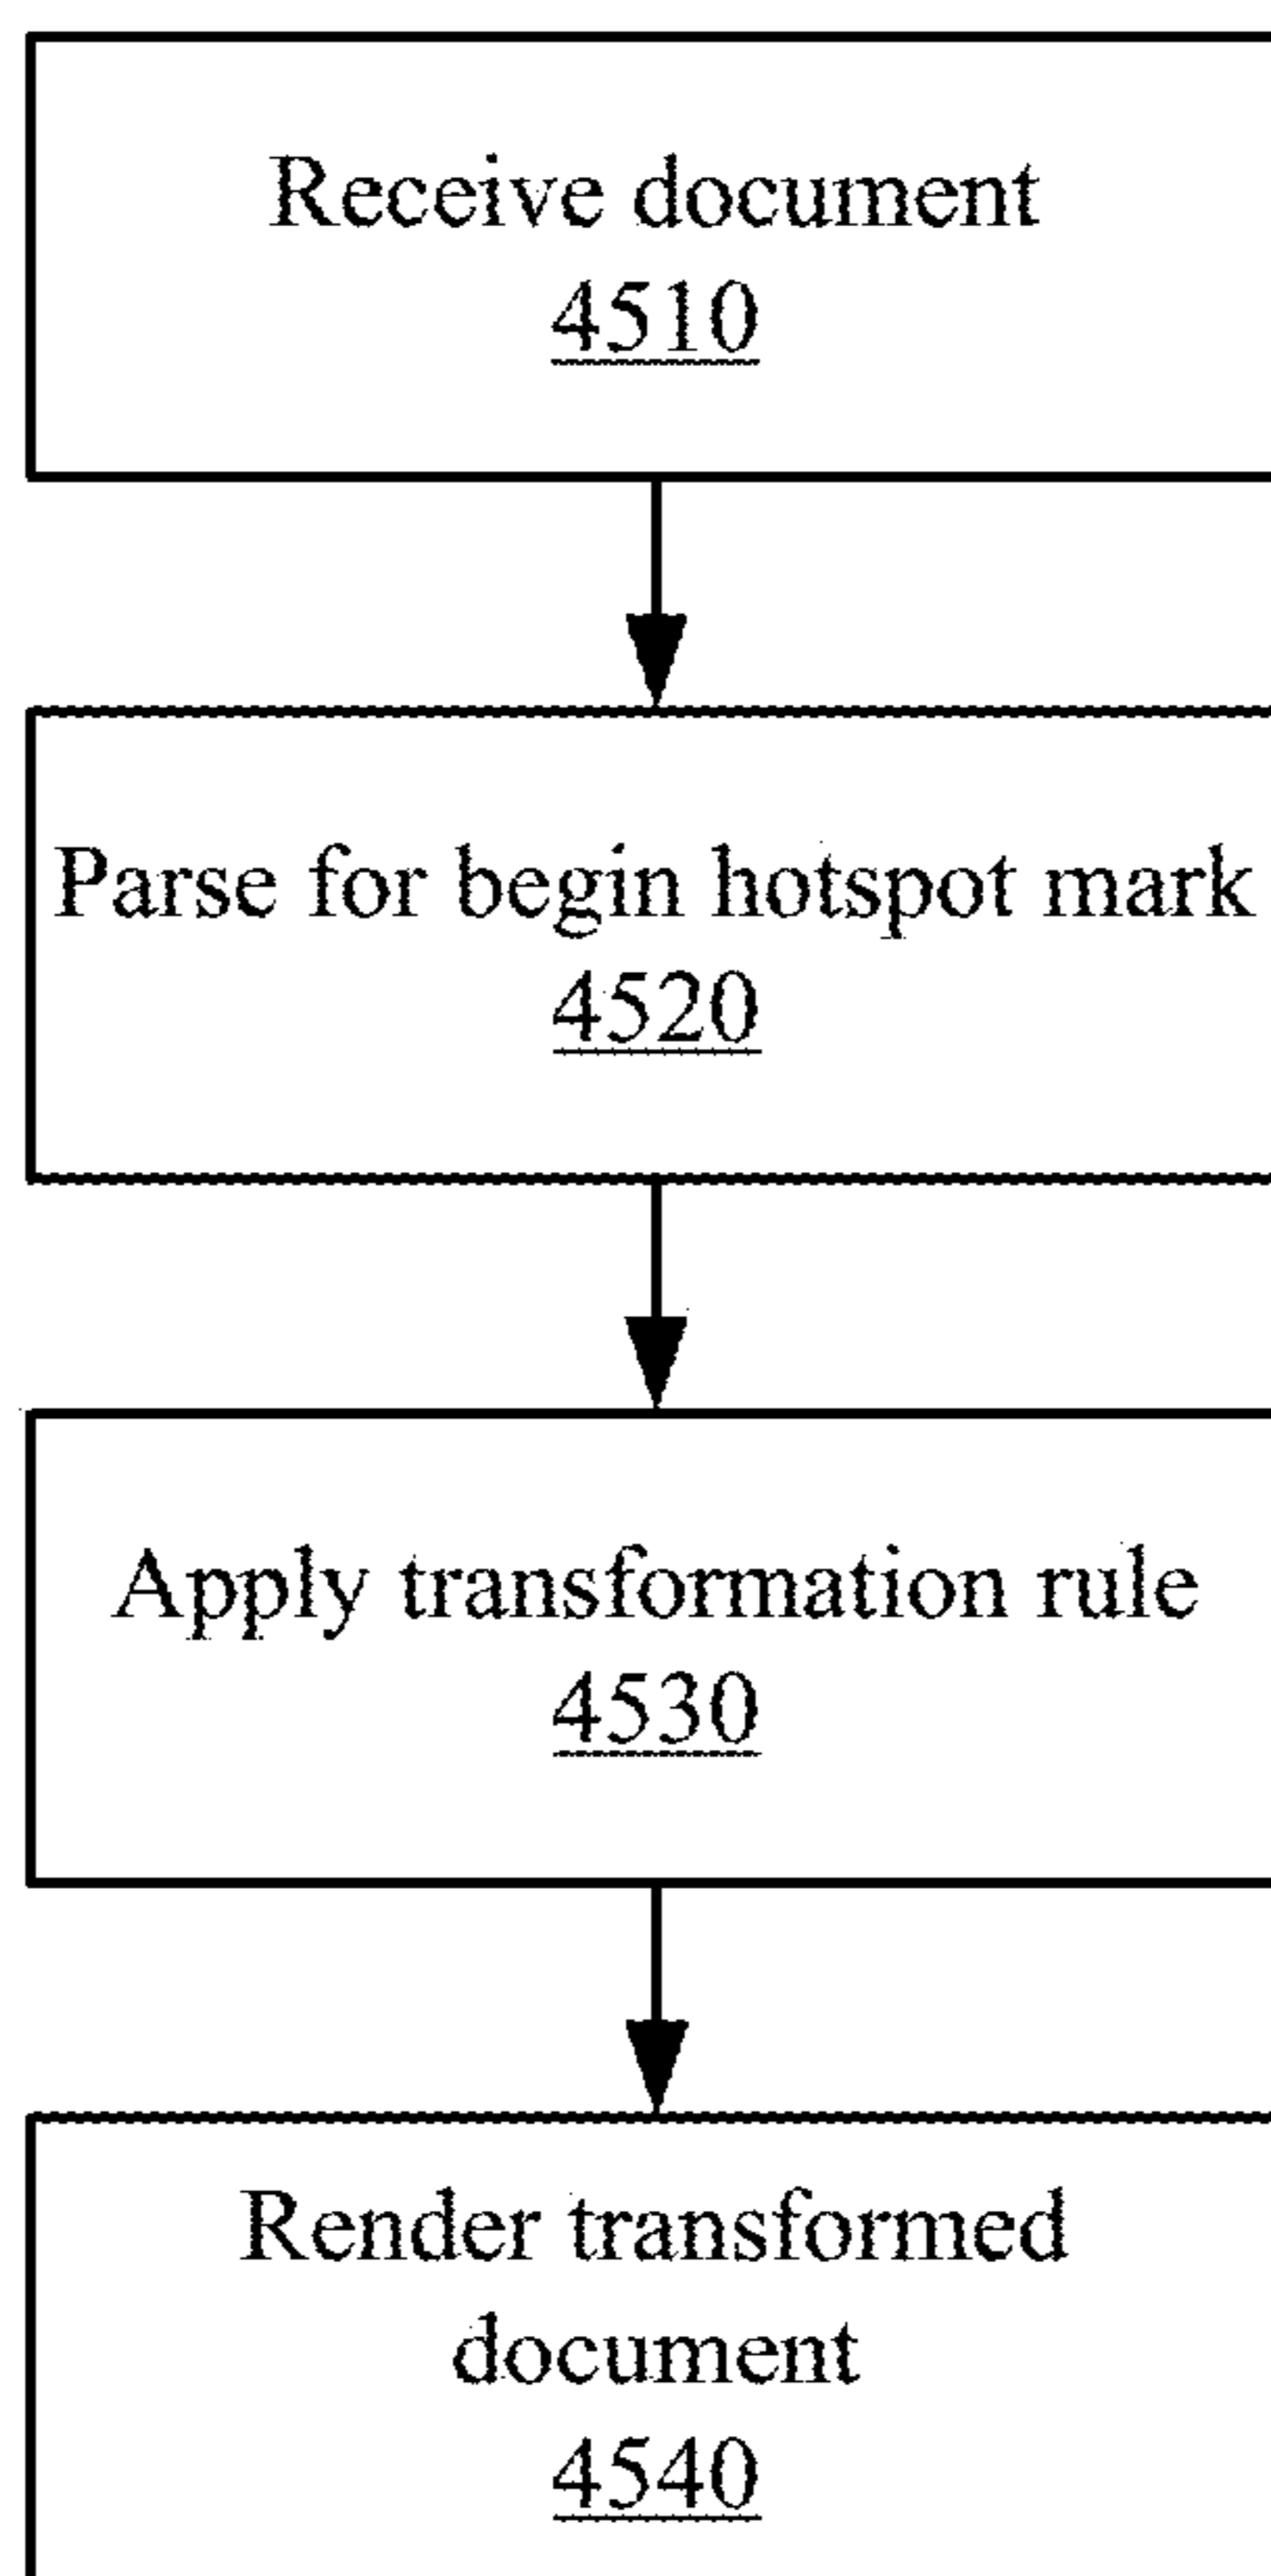 Receive document
4510
Parse for begin hotspot mark
4520
Apply transformation rule
4530
Render transformed
document
4540